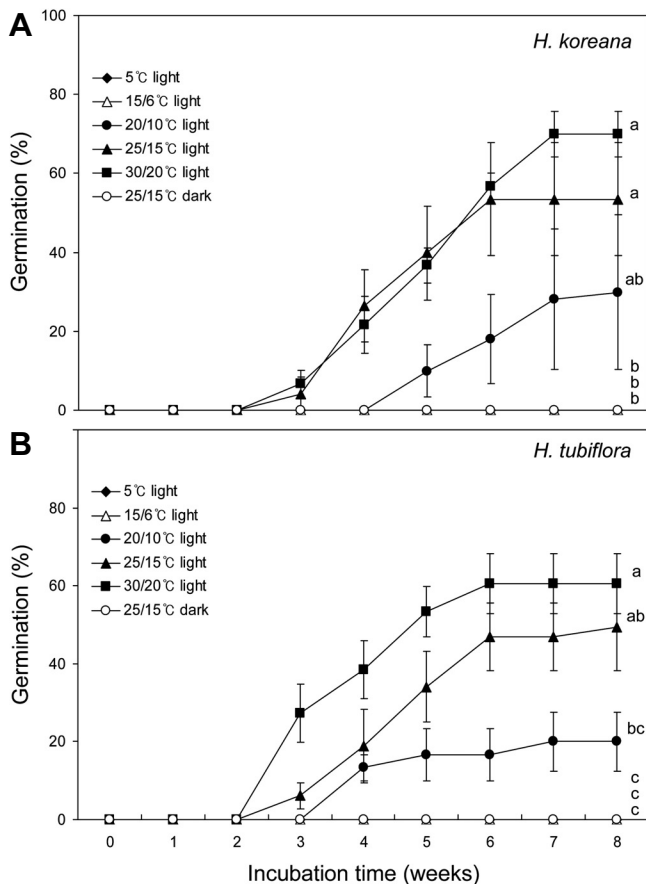 A
H. koreana
100
80
60
40
20
0
Germination (%)
5℃ light
15/6℃ light
20/10℃ light
25/15℃ light
30/20℃ light
25/15℃ dark
a
a
ab
b
b
b
B
H. tubiflora
80
60
40
20
0
Germination (%)
5℃ light
15/6℃ light
20/10℃ light
25/15℃ light
30/20℃ light
25/15℃ dark
a
ab
bc
c
c
c
0 1 2 3 4 5 6 7 8
Incubation time (weeks)